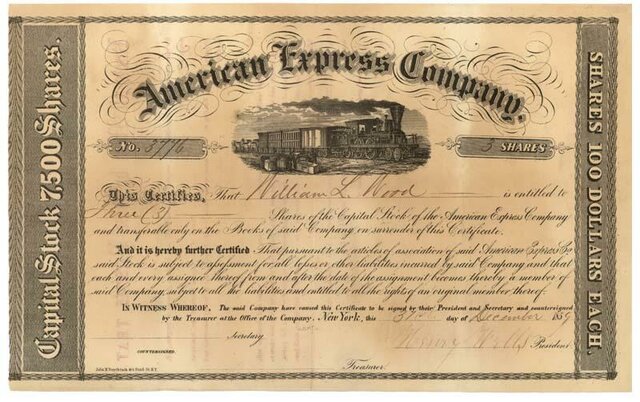 American Express Company.
No. 3776
3 SHARES
Capital Stock 7,500 Shares.
SHARES 100 DOLLARS EACH.
This Certifies, That William L Wood is entitled to
Three (3) Shares of the Capital Stock of the American Express Company
and transferable only on the Books of said Company on surrender of this Certificate.
And it is hereby further Certified That pursuant to the articles of association of said American Express Co.
said Stock is subject to assessment for all losses or other liabilities incurred by said Company and that
each and every assignee thereof from and after the date of the assignment becomes thereby a member of
said Company, subject to all the liabilities and entitled to all the rights of an original member thereof.
IN WITNESS WHEREOF, The said Company have caused this Certificate to be signed by their President and Secretary and countersigned
by the Treasurer at the Office of the Company, New York, this day of December 1859
Secretary
Henry Wells President
COUNTERSIGNED.
Treasurer.